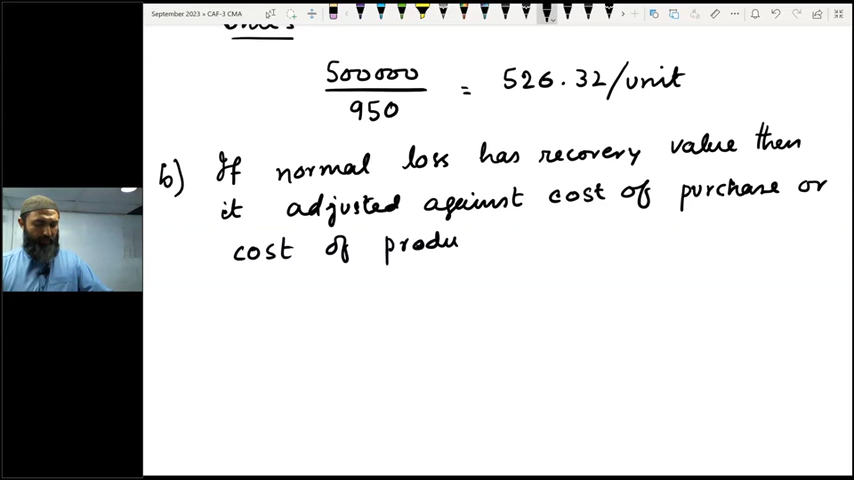 September 2023 » CAF-3 CMA
units
500000
950
= 526.32/unit
b) If normal loss has recovery value then
it adjusted against cost of purchase or
cost of produ